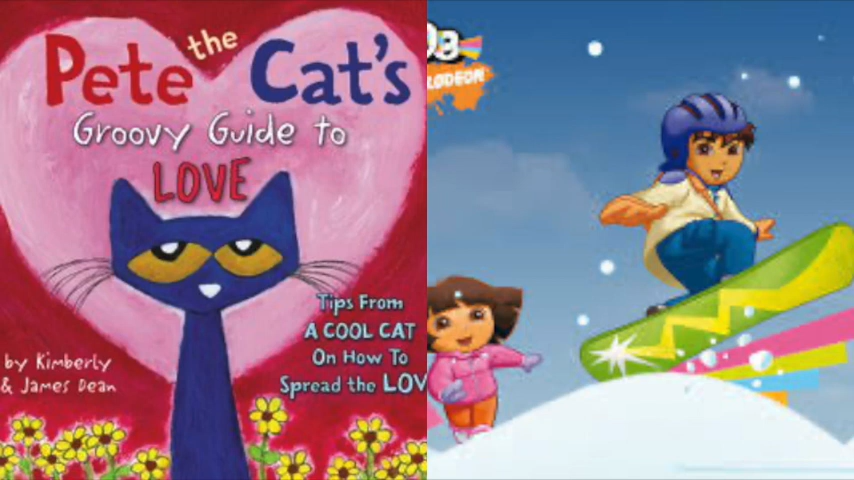 the
Pete Cat's
Groovy Guide to
LOVE
Tips From
A COOL CAT
On How To
Spread the LOV
by Kimberly
& James Dean